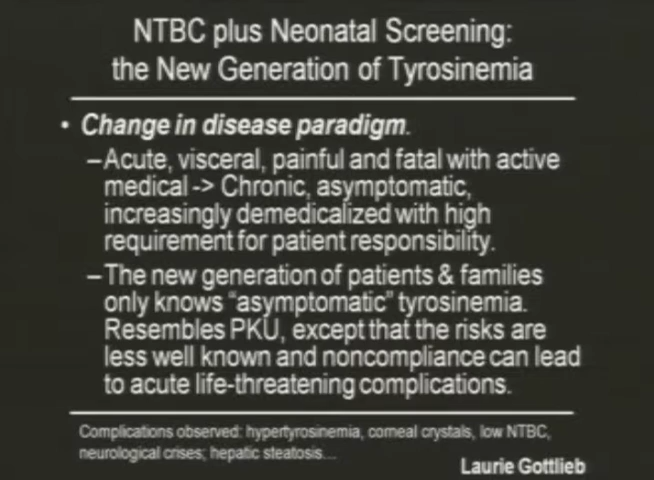 NTBC plus Neonatal Screening:
the New Generation of Tyrosinemia
• Change in disease paradigm.
–Acute, visceral, painful and fatal with active
medical -> Chronic, asymptomatic,
increasingly demedicalized with high
requirement for patient responsibility.
–The new generation of patients & families
only knows "asymptomatic" tyrosinemia.
Resembles PKU, except that the risks are
less well known and noncompliance can lead
to acute life-threatening complications.
Complications observed: hypertyrosinemia, corneal crystals, low NTBC,
neurological crises; hepatic steatosis...
Laurie Gottlieb